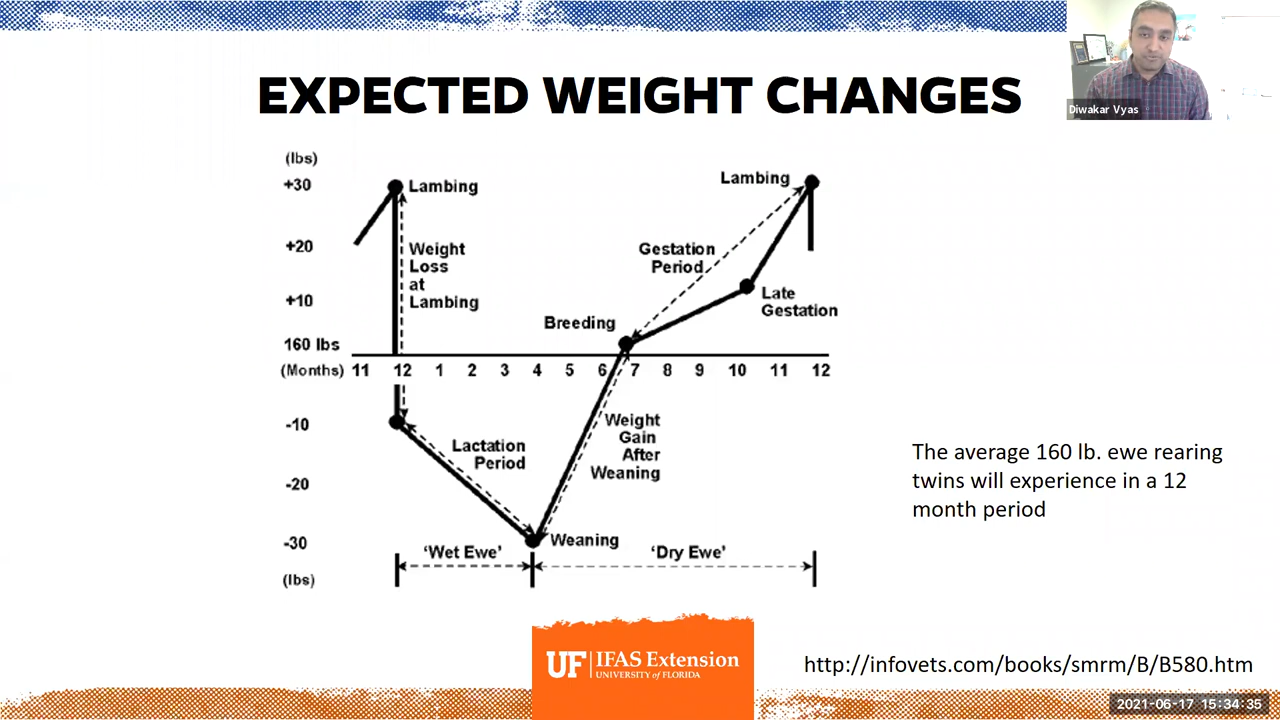 EXPECTED WEIGHT CHANGES
Diwakar Vyas
(lbs)
+30
+20
+10
160 lbs
(Months) 11 12 1 2 3 4 5 6 7 8 9 10 11 12
-10
-20
-30
(lbs)
Lambing
Weight
Loss
at
Lambing
Lactation
Period
Weaning
Breeding
Weight
Gain
After
Weaning
Gestation
Period
Lambing
Late
Gestation
'Wet Ewe'
'Dry Ewe'
The average 160 lb. ewe rearing
twins will experience in a 12
month period
UF IFAS Extension
UNIVERSITY of FLORIDA
http://infovets.com/books/smrm/B/B580.htm
2021-06-17 15:34:35